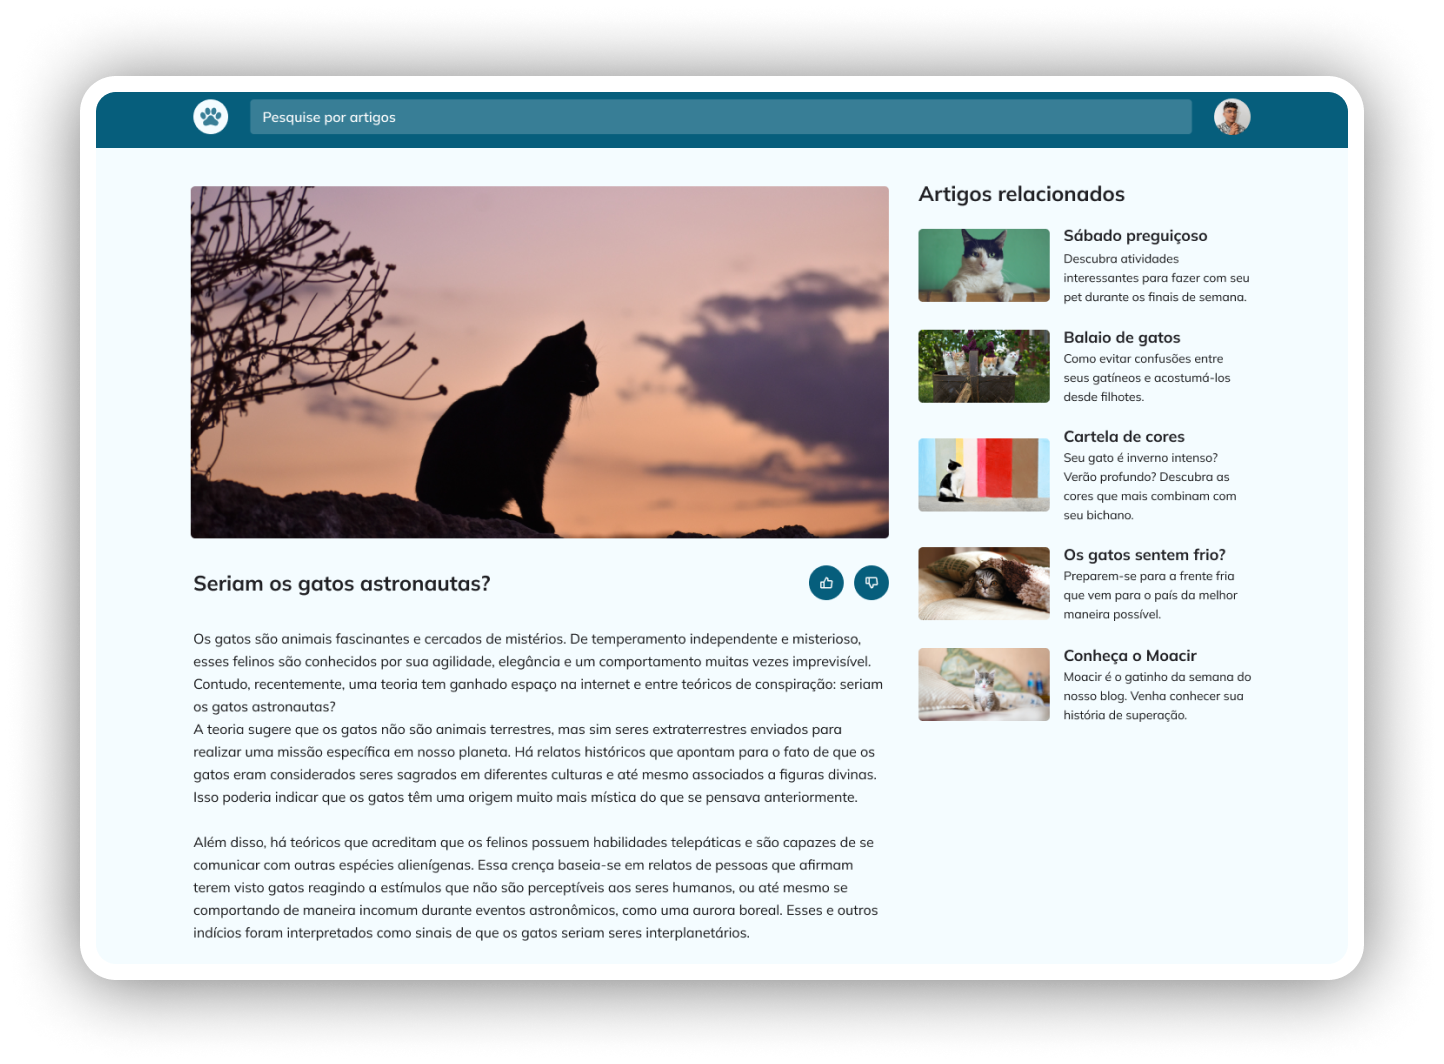 Pesquise por artigos
Seriam os gatos astronautas?
Os gatos são animais fascinantes e cercados de mistérios. De temperamento independente e misterioso,
esses felinos são conhecidos por sua agilidade, elegância e um comportamento muitas vezes imprevisível.
Contudo, recentemente, uma teoria tem ganhado espaço na internet e entre teóricos de conspiração: seriam
os gatos astronautas?
A teoria sugere que os gatos não são animais terrestres, mas sim seres extraterrestres enviados para
realizar uma missão específica em nosso planeta. Há relatos históricos que apontam para o fato de que os
gatos eram considerados seres sagrados em diferentes culturas e até mesmo associados a figuras divinas.
Isso poderia indicar que os gatos têm uma origem muito mais mística do que se pensava anteriormente.
Além disso, há teóricos que acreditam que os felinos possuem habilidades telepáticas e são capazes de se
comunicar com outras espécies alienígenas. Essa crença baseia-se em relatos de pessoas que afirmam
terem visto gatos reagindo a estímulos que não são perceptíveis aos seres humanos, ou até mesmo se
comportando de maneira incomum durante eventos astronômicos, como uma aurora boreal. Esses e outros
indícios foram interpretados como sinais de que os gatos seriam seres interplanetários.
Artigos relacionados
Sábado preguiçoso
Descubra atividades
interessantes para fazer com seu
pet durante os finais de semana.
Balaio de gatos
Como evitar confusões entre
seus gatíneos e acostumá-los
desde filhotes.
Cartela de cores
Seu gato é inverno intenso?
Verão profundo? Descubra as
cores que mais combinam com
seu bichano.
Os gatos sentem frio?
Preparem-se para a frente fria
que vem para o país da melhor
maneira possível.
Conheça o Moacir
Moacir é o gatinho da semana do
nosso blog. Venha conhecer sua
história de superação.